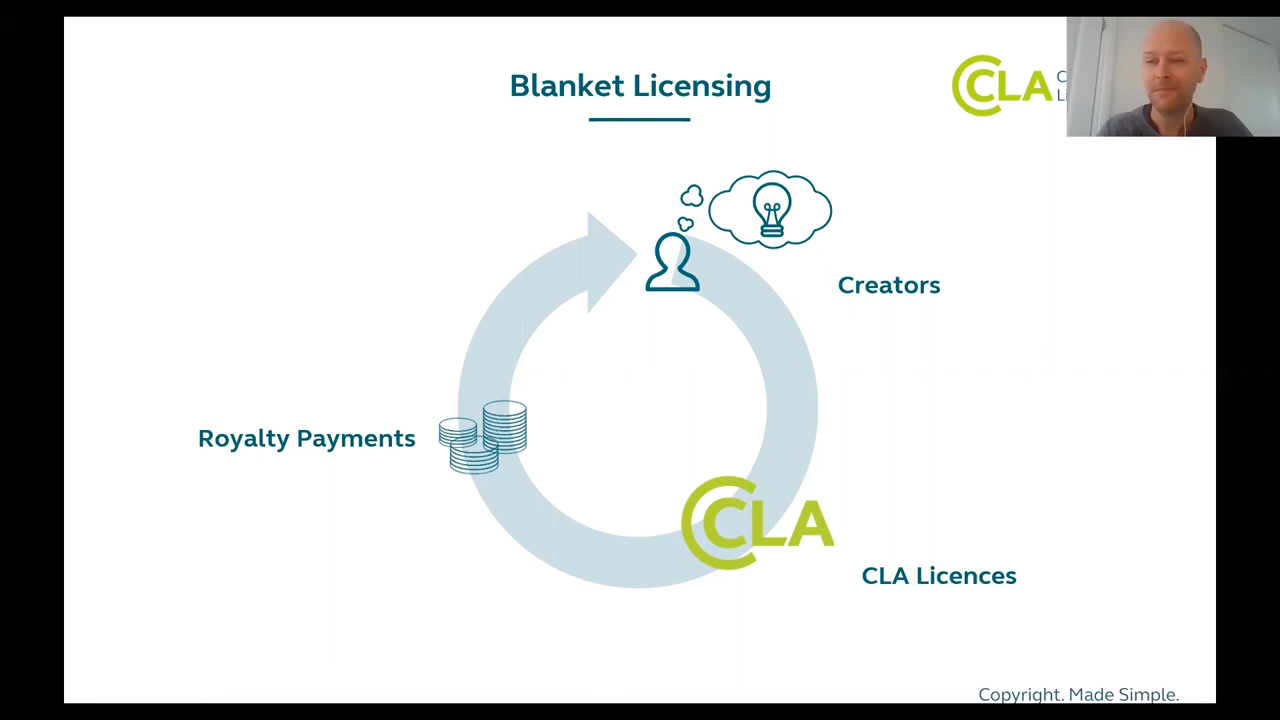 Blanket Licensing
CLA
Creators
Royalty Payments
CLA
CLA Licences
Copyright. Made Simple.